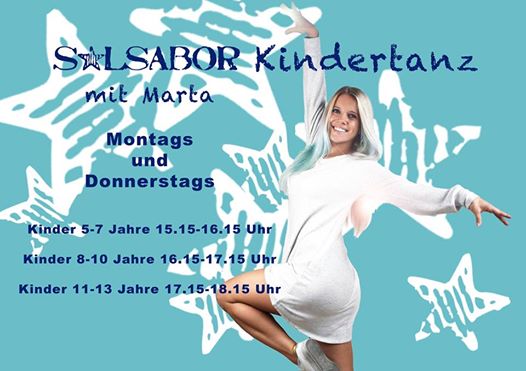 SALSABOR Kindertanz
mit Marta
Montags
und
Donnerstags
Kinder 5-7 Jahre 15.15-16.15 Uhr
Kinder 8-10 Jahre 16.15-17.15 Uhr
Kinder 11-13 Jahre 17.15-18.15 Uhr